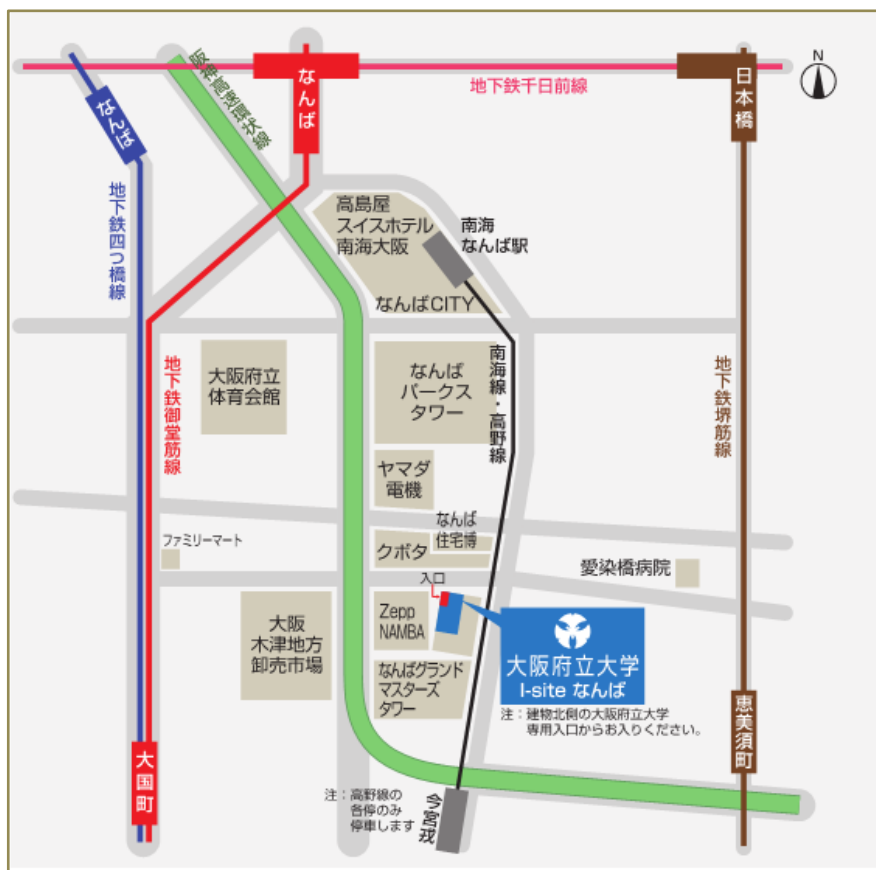 N
なんば
なんば
日本橋
地下鉄千日前線
阪神高速環状線
地下鉄四つ橋線
高島屋
スイスホテル
南海大阪
南海
なんば駅
なんばCITY
大阪府立
体育会館
なんば
パークス
タワー
南海線・高野線
地下鉄御堂筋線
地下鉄堺筋線
ヤマダ
電機
なんば
住宅博
ファミリーマート
クボタ
愛染橋病院
入口
Zepp
NAMBA
大阪
木津地方
卸売市場
大阪府立大学
I-site なんば
なんばグランド
マスターズ
タワー
注:建物北側の大阪府立大学
専用入口からお入りください。
恵美須町
大国町
注:高野線の
各停のみ
停車します
今宮戎